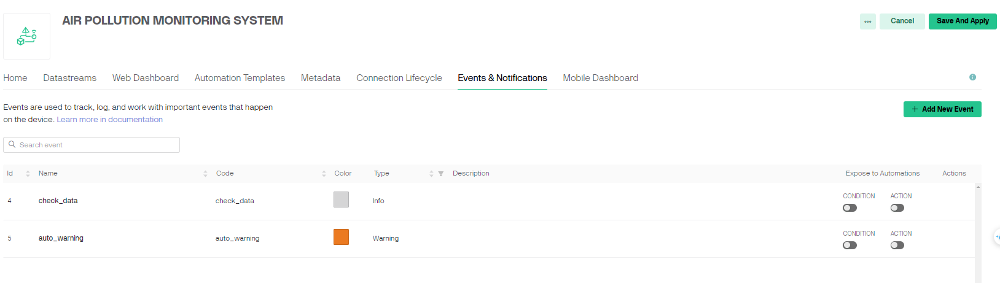 AIR POLLUTION MONITORING SYSTEM
Cancel
Save And Apply
Home Datastreams Web Dashboard Automation Templates Metadata Connection Lifecycle Events & Notifications Mobile Dashboard
Events are used to track, log, and work with important events that happen
on the device. Learn more in documentation
+ Add New Event
Search event
Id Name Code Color Type Description Expose to Automations Actions
4 check_data check_data Info CONDITION ACTION
5 auto_warning auto_warning Warning CONDITION ACTION